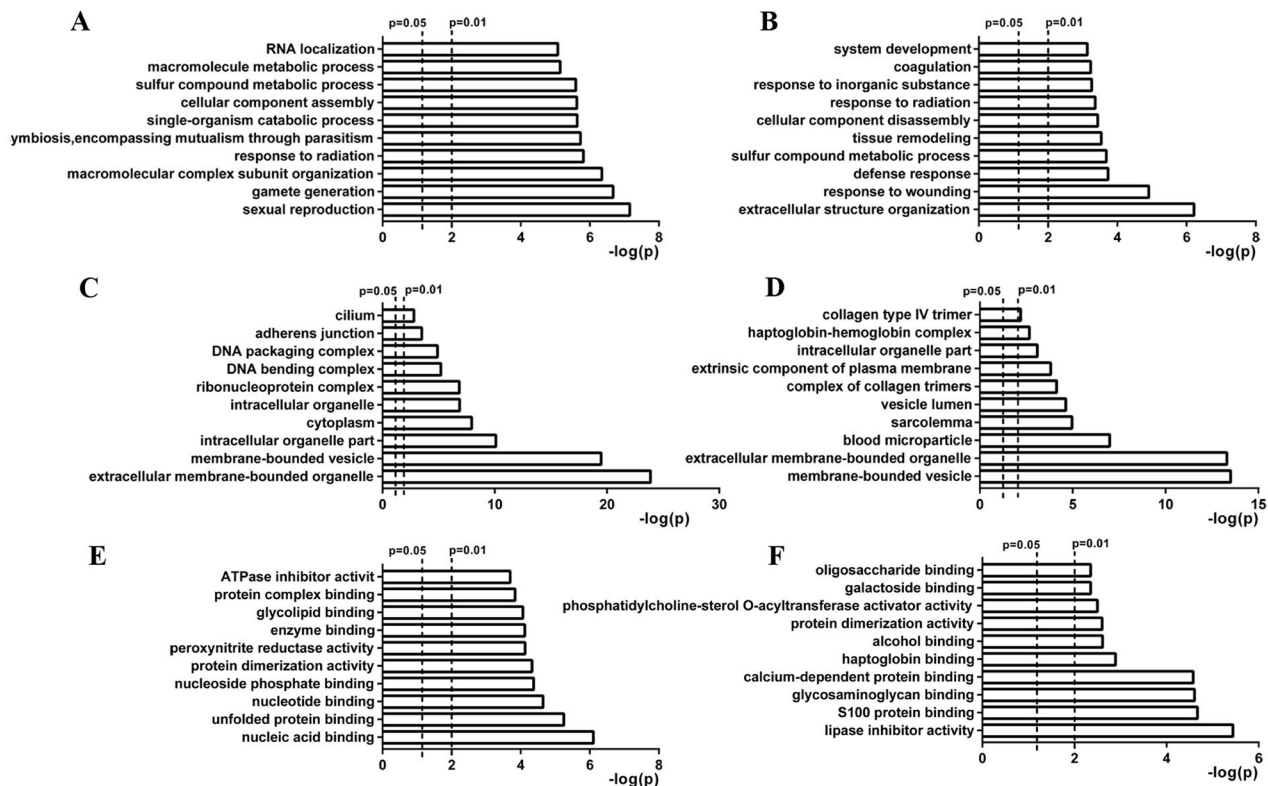 A
p=0.05 p=0.01
RNA localization
macromolecule metabolic process
sulfur compound metabolic process
cellular component assembly
single-organism catabolic process
ymbiosis,encompassing mutualism through parasitism
response to radiation
macromolecular complex subunit organization
gamete generation
sexual reproduction
0 2 4 6 8
-log(p)
B
p=0.05 p=0.01
system development
coagulation
response to inorganic substance
response to radiation
cellular component disassembly
tissue remodeling
sulfur compound metabolic process
defense response
response to wounding
extracellular structure organization
0 2 4 6 8
-log(p)
C
p=0.05 p=0.01
cilium
adherens junction
DNA packaging complex
DNA bending complex
ribonucleoprotein complex
intracellular organelle
cytoplasm
intracellular organelle part
membrane-bounded vesicle
extracellular membrane-bounded organelle
0 10 20 30
-log(p)
D
p=0.05 p=0.01
collagen type IV trimer
haptoglobin-hemoglobin complex
intracellular organelle part
extrinsic component of plasma membrane
complex of collagen trimers
vesicle lumen
sarcolemma
blood microparticle
extracellular membrane-bounded organelle
membrane-bounded vesicle
0 5 10 15
-log(p)
E
p=0.05 p=0.01
ATPase inhibitor activit
protein complex binding
glycolipid binding
enzyme binding
peroxynitrite reductase activity
protein dimerization activity
nucleoside phosphate binding
nucleotide binding
unfolded protein binding
nucleic acid binding
0 2 4 6 8
-log(p)
F
p=0.05 p=0.01
oligosaccharide binding
galactoside binding
phosphatidylcholine-sterol O-acyltransferase activator activity
protein dimerization activity
alcohol binding
haptoglobin binding
calcium-dependent protein binding
glycosaminoglycan binding
S100 protein binding
lipase inhibitor activity
0 2 4 6
-log(p)